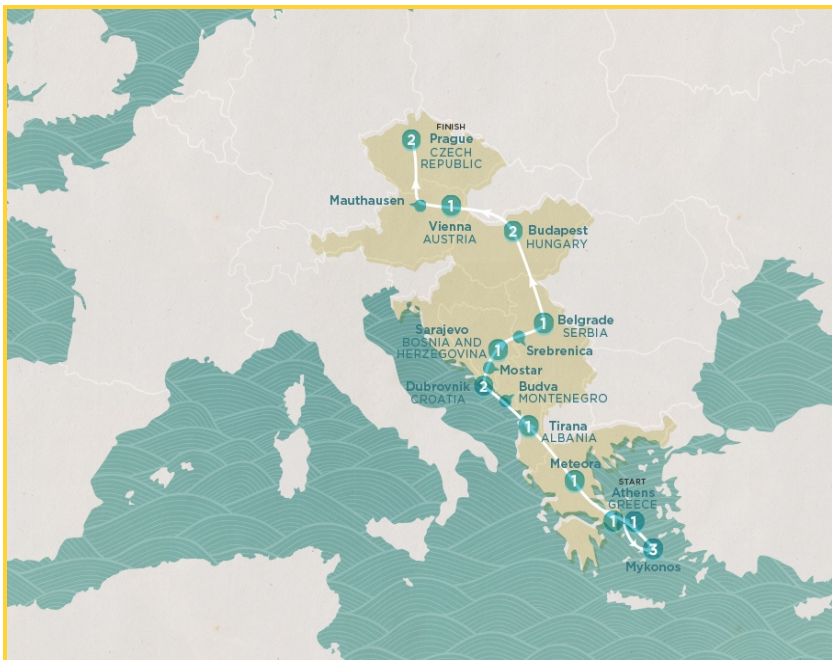 FINISH
2
Prague
CZECH
REPUBLIC
Mauthausen
1
Vienna
AUSTRIA
2
Budapest
HUNGARY
1
Belgrade
SERBIA
Sarajevo
BOSNIA AND
HERZEGOVINA
1
Srebrenica
Mostar
2
Dubrovnik
CROATIA
Budva
MONTENEGRO
1
Tirana
ALBANIA
Meteora
1
START
Athens
GREECE
1
1
3
Mykonos